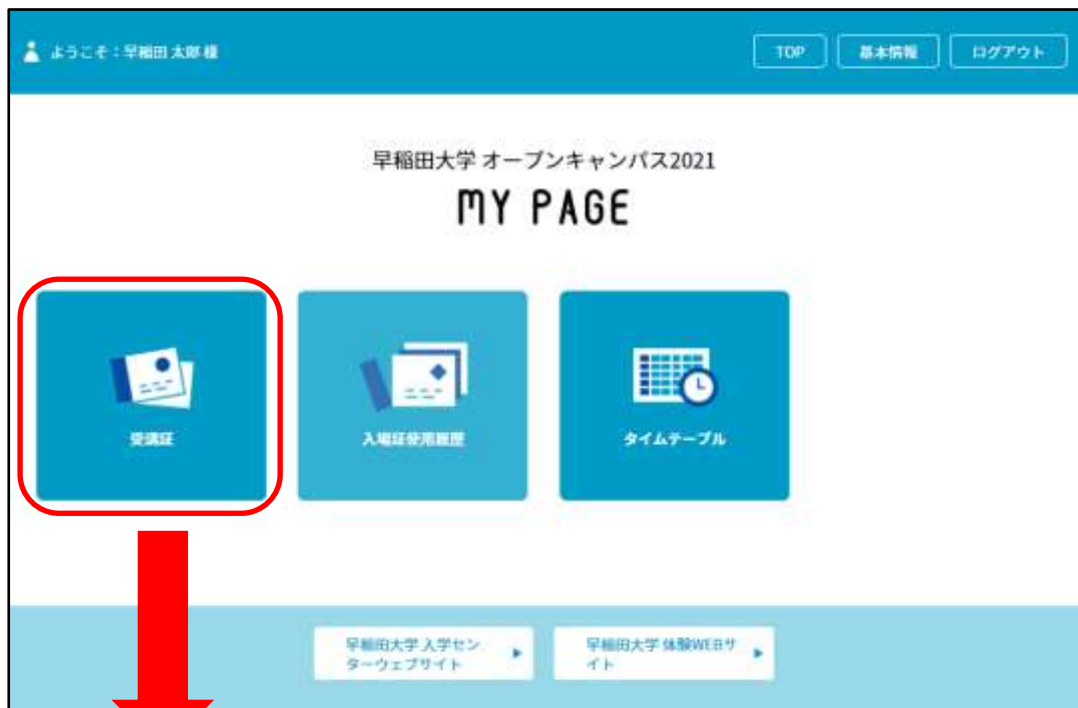 ようこそ：早稲田 太郎 様
TOP
基本情報
ログアウト
早稲田大学 オープンキャンパス2021
MY PAGE
受講証
入場証使用履歴
タイムテーブル
早稲田大学 入学セン
ターウェブサイト
早稲田大学 体験WEBサ
イト